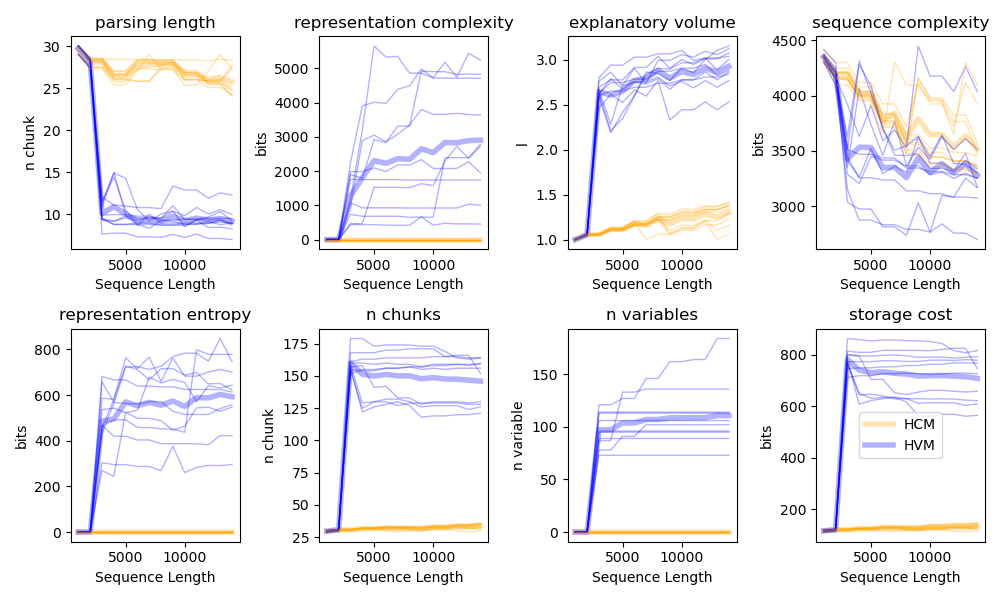 parsing length
30
25
20
15
10
n chunk
5000 10000
Sequence Length
representation complexity
5000
4000
3000
2000
1000
0
bits
5000 10000
Sequence Length
explanatory volume
3.0
2.5
2.0
1.5
1.0
l
5000 10000
Sequence Length
sequence complexity
4500
4000
3500
3000
bits
5000 10000
Sequence Length
representation entropy
800
600
400
200
0
bits
5000 10000
Sequence Length
n chunks
175
150
125
100
75
50
25
n chunk
5000 10000
Sequence Length
n variables
150
100
50
0
n variable
5000 10000
Sequence Length
storage cost
800
600
400
200
bits
HCM
HVM
5000 10000
Sequence Length